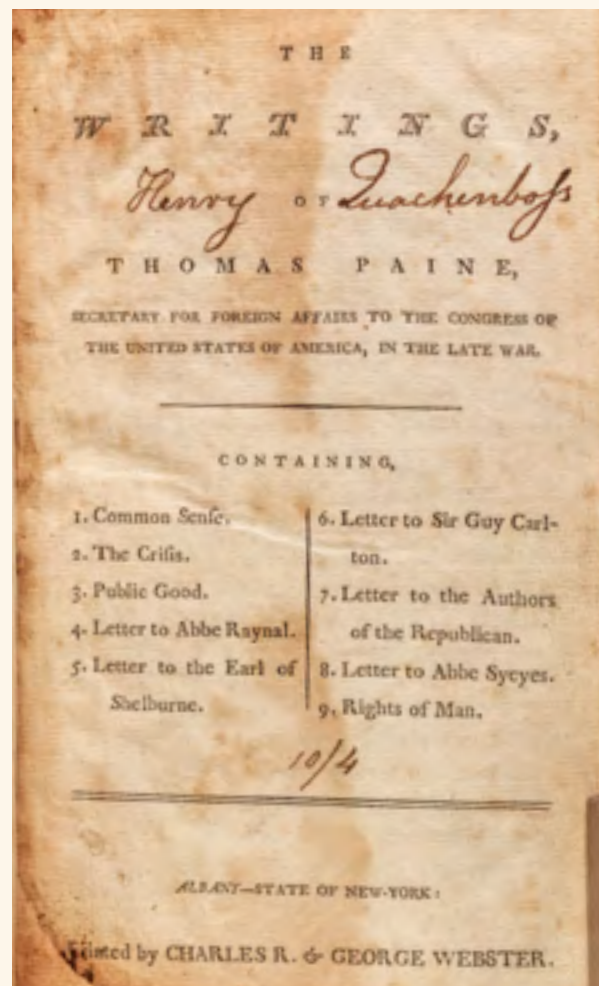 THE
WRITINGS,
Henry OF Quackenboſs
THOMAS PAINE,
SECRETARY FOR FOREIGN AFFAIRS TO THE CONGRESS OF
THE UNITED STATES OF AMERICA, IN THE LATE WAR.
CONTAINING,
1. Common Senſe.
2. The Criſis.
3. Public Good.
4. Letter to Abbe Raynal.
5. Letter to the Earl of
Shelburne.
6. Letter to Sir Guy Carl-
ton.
7. Letter to the Authors
of the Republican.
8. Letter to Abbe Syeyes.
9. Rights of Man.
10/4
ALBANY—STATE OF NEW-YORK:
Printed by CHARLES R. & GEORGE WEBSTER.